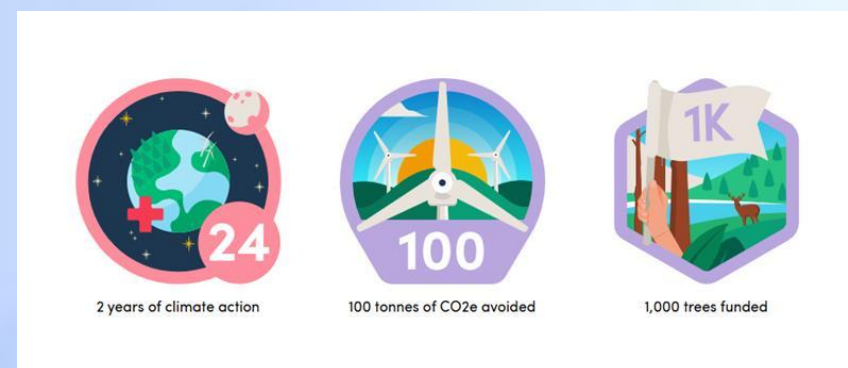 24
100
1K
2 years of climate action
100 tonnes of CO2e avoided
1,000 trees funded